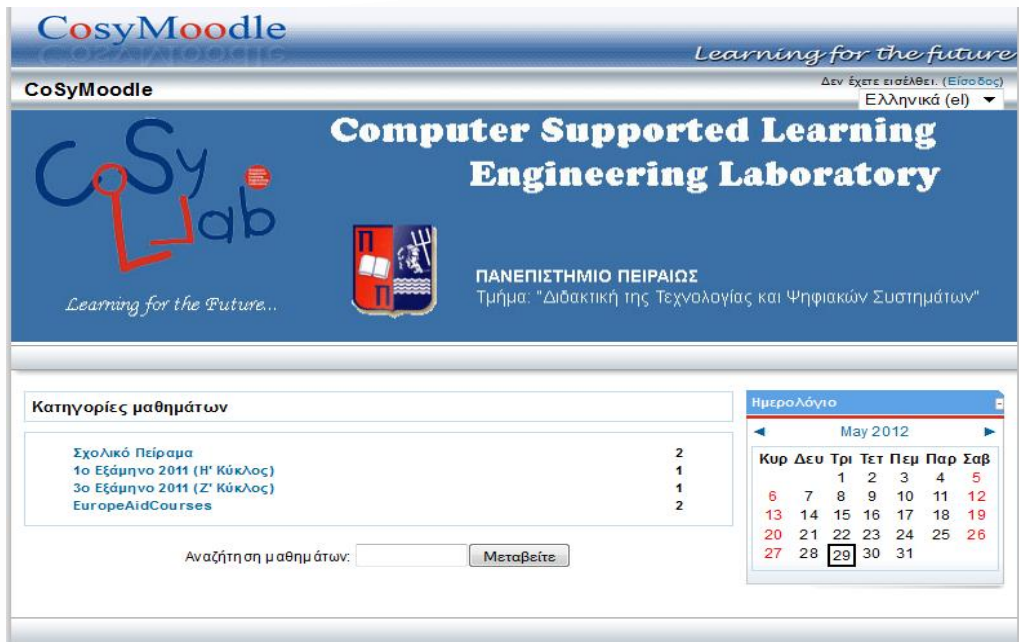 CosyMoodle
Learning for the future
CoSyMoodle
Δεν έχετε εισέλθει. (Είσοδος)
Ελληνικά (el)
CoSy Lab
Learning for the Future...
Computer Supported Learning
Engineering Laboratory
Π
Π
ΠΑΝΕΠΙΣΤΗΜΙΟ ΠΕΙΡΑΙΩΣ
Τμήμα: "Διδακτική της Τεχνολογίας και Ψηφιακών Συστημάτων"
Κατηγορίες μαθημάτων
Σχολικό Πείραμα 2
1ο Εξάμηνο 2011 (Η' Κύκλος) 1
3ο Εξάμηνο 2011 (Ζ' Κύκλος) 1
EuropeAidCourses 2
Αναζήτηση μαθημάτων: Μεταβείτε
Ημερολόγιο
May 2012
Κυρ Δευ Τρι Τετ Πεμ Παρ Σαβ
1 2 3 4 5
6 7 8 9 10 11 12
13 14 15 16 17 18 19
20 21 22 23 24 25 26
27 28 29 30 31